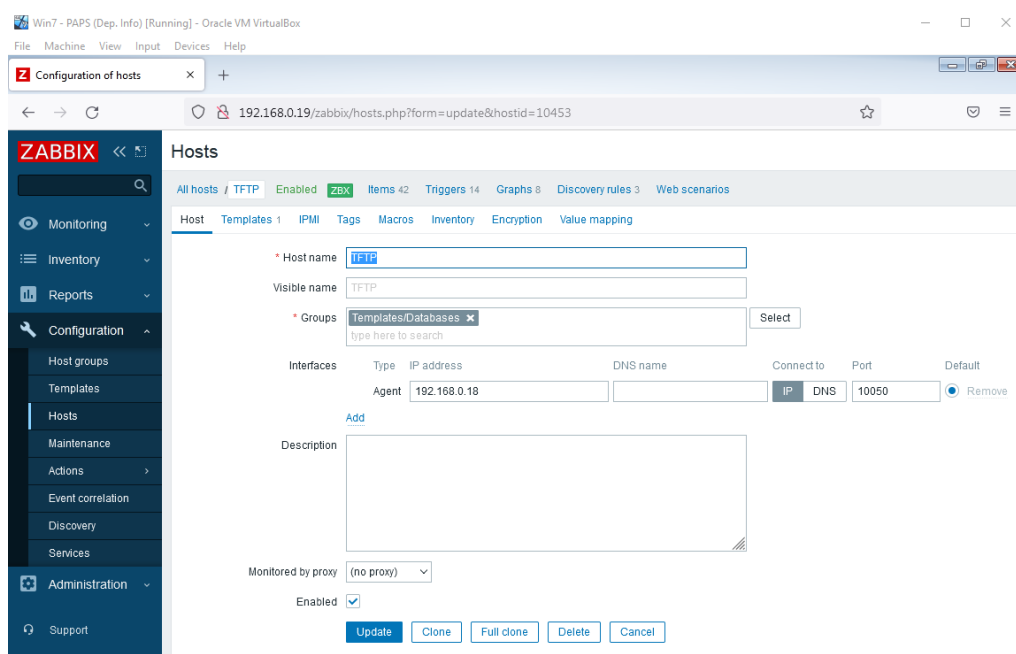 Win7 - PAPS (Dep. Info) [Running] - Oracle VM VirtualBox
File Machine View Input Devices Help
Z Configuration of hosts
192.168.0.19/zabbix/hosts.php?form=update&hostid=10453
ZABBIX
Hosts
All hosts / TFTP Enabled ZBX Items 42 Triggers 14 Graphs 8 Discovery rules 3 Web scenarios
Host Templates 1 IPMI Tags Macros Inventory Encryption Value mapping
Monitoring
Inventory
Reports
Configuration
Host groups
Templates
Hosts
Maintenance
Actions
Event correlation
Discovery
Services
Administration
Support
* Host name TFTP
Visible name TFTP
* Groups Templates/Databases Select
type here to search
Interfaces Type IP address DNS name Connect to Port Default
Agent 192.168.0.18 IP DNS 10050 Remove
Add
Description
Monitored by proxy (no proxy)
Enabled
Update Clone Full clone Delete Cancel